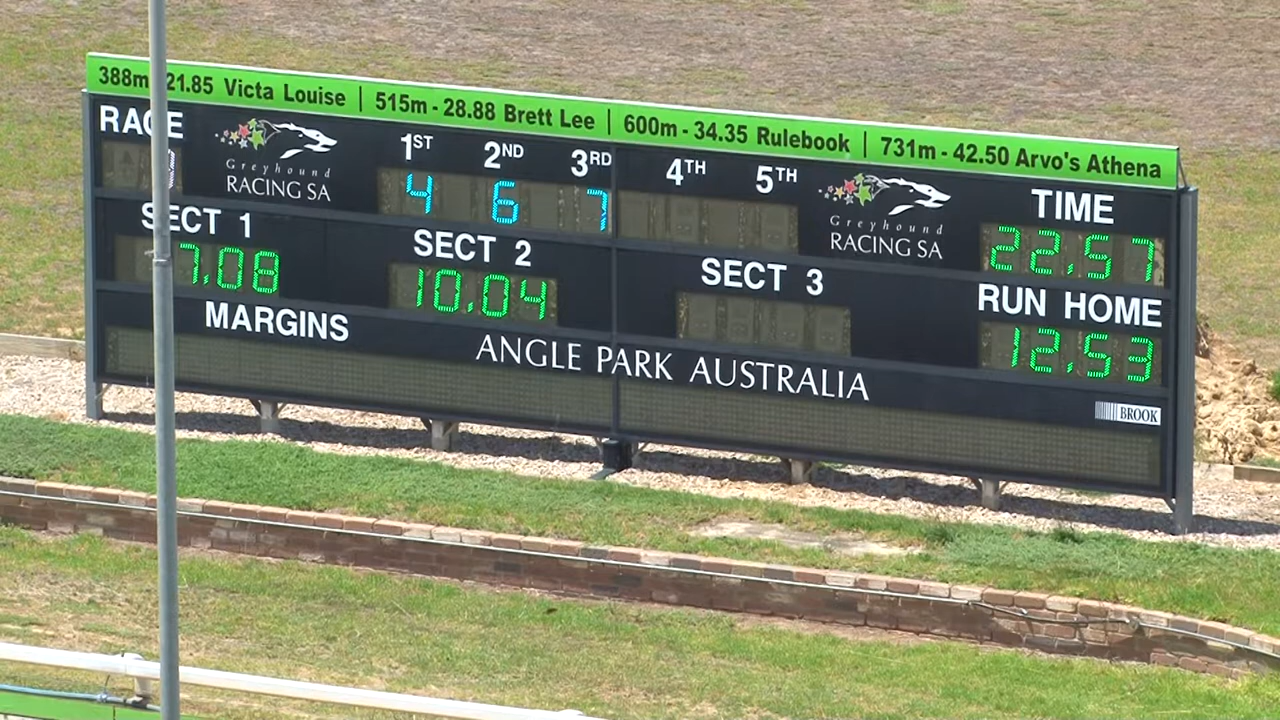 388m 21.85 Victa Louise | 515m - 28.88 Brett Lee | 600m - 34.35 Rulebook | 731m - 42.50 Arvo's Athena
RACE
Greyhound
RACING SA
1ST 2ND 3RD 4TH 5TH
4 6 7
Greyhound
RACING SA
TIME
22.57
SECT 1
7.08
SECT 2
10.04
SECT 3
RUN HOME
12.53
MARGINS
ANGLE PARK AUSTRALIA
BROOK